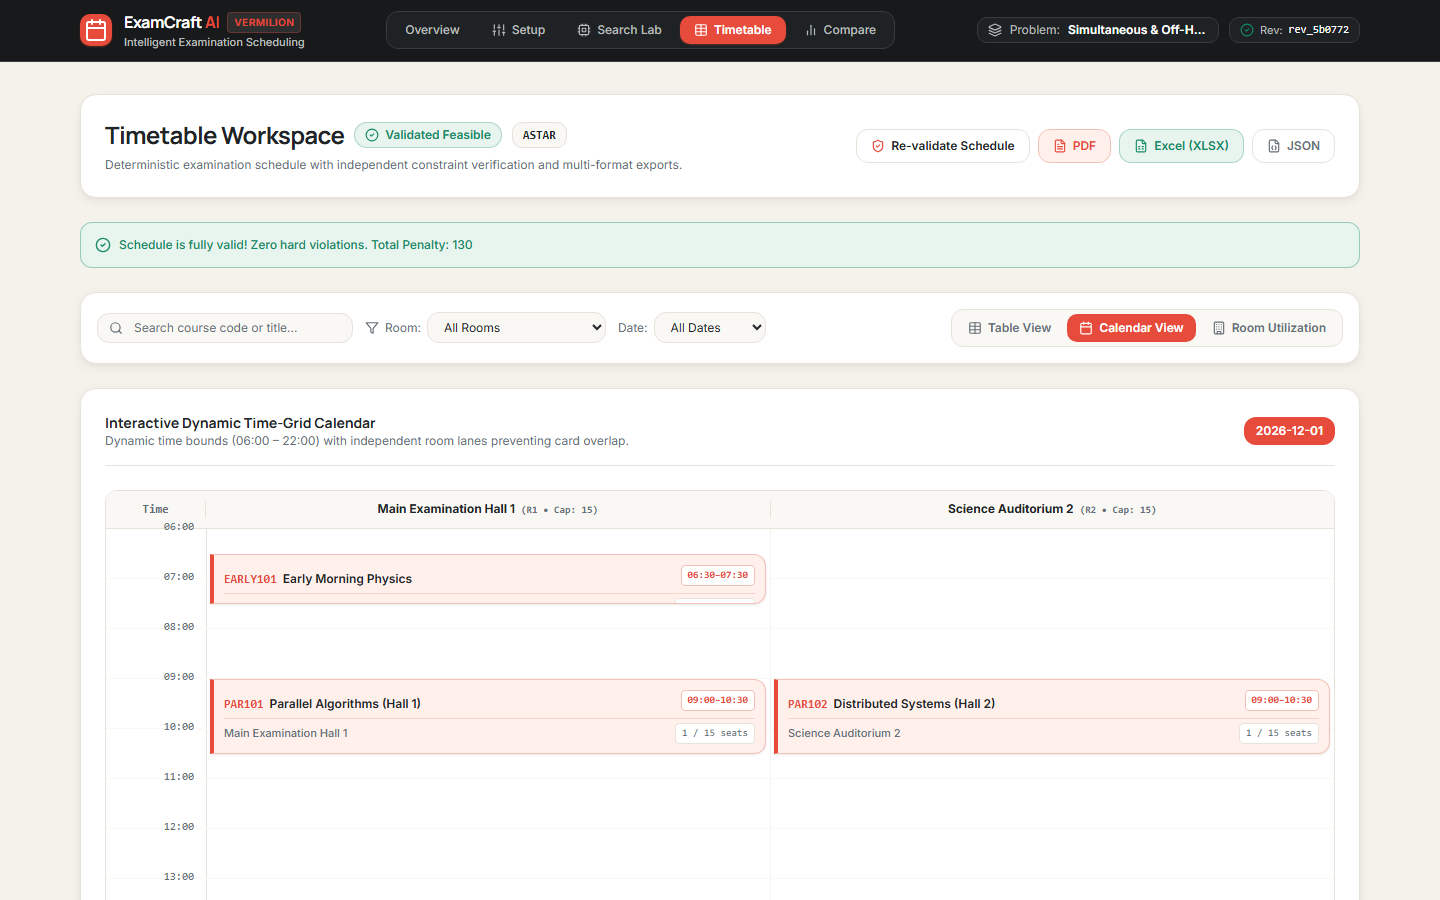 ExamCraft AI VERMILION
Intelligent Examination Scheduling
Overview
Setup
Search Lab
Timetable
Compare
Problem: Simultaneous & Off-H...
Rev: rev_5b0772
Timetable Workspace
Validated Feasible
ASTAR
Deterministic examination schedule with independent constraint verification and multi-format exports.
Re-validate Schedule
PDF
Excel (XLSX)
JSON
Schedule is fully valid! Zero hard violations. Total Penalty: 130
Search course code or title...
Room: All Rooms
Date: All Dates
Table View
Calendar View
Room Utilization
Interactive Dynamic Time-Grid Calendar
Dynamic time bounds (06:00 – 22:00) with independent room lanes preventing card overlap.
2026-12-01
Time
Main Examination Hall 1 (R1 • Cap: 15)
Science Auditorium 2 (R2 • Cap: 15)
06:00
EARLY101 Early Morning Physics
06:30–07:30
07:00
08:00
09:00
PAR101 Parallel Algorithms (Hall 1)
09:00–10:30
Main Examination Hall 1
1 / 15 seats
PAR102 Distributed Systems (Hall 2)
09:00–10:30
Science Auditorium 2
1 / 15 seats
10:00
11:00
12:00
13:00